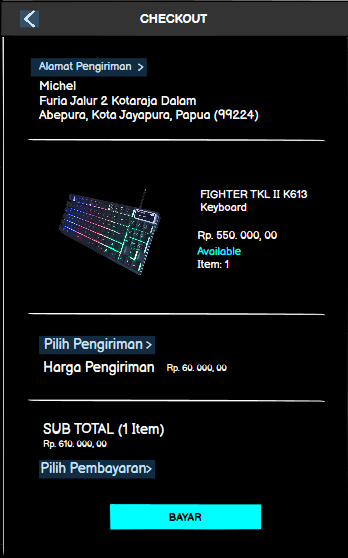 CHECKOUT
Alamat Pengiriman >
Michel
Furia Jalur 2 Kotaraja Dalam
Abepura, Kota Jayapura, Papua (99224)
FIGHTER TKL II K613
Keyboard
Rp. 550. 000, 00
Available
Item: 1
Pilih Pengiriman >
Harga Pengiriman Rp. 60. 000, 00
SUB TOTAL (1 Item)
Rp. 610. 000, 00
Pilih Pembayaran>
BAYAR